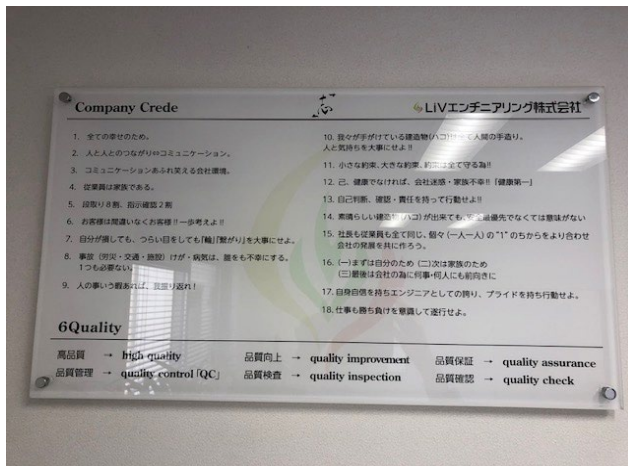 Company Crede
志
LiVエンヂニアリング株式会社
1. 全ての幸せのため。
2. 人と人とのつながり⇔コミュニケーション。
3. コミュニケーションあふれ笑える会社環境。
4. 従業員は家族である。
5. 段取り8割、指示確認2割
6. お客様は間違いなくお客様!!一歩考えよ!!
7. 自分が損しても、つらい目をしても「輪」「繋がり」を大事にせよ。
8. 事故（労災・交通・施設）けが・病気は、誰をも不幸にする。
1つも必要ない。
9. 人の事いう暇あれば、見振り返れ！
10. 我々が手がけている建造物(ハコ)は全て人間の手造り。
人と気持ちを大事にせよ!!
11. 小さな約束、大きな約束、約束は全て守る為!!
12. 己、健康でなければ、会社迷惑・家族不幸!!「健康第一」
13. 自己判断、確認・責任を持って行動せよ!!
14. 素晴らしい建造物(ハコ)が出来ても、最優先でなくては意味がない
15. 社長も従業員も全て同じ、個々(一人一人)の"1"のちからをより合わせ
会社の発展を共に作ろう。
16. (一)まずは自分のため (二)次は家族のため
(三)最後は会社の為に何事・何人にも前向きに
17. 自身自信を持ちエンジニアとしての誇り、プライドを持ち行動せよ。
18. 仕事も勝ち負けを意識して遂行せよ。
6Quality
高品質 → high quality
品質向上 → quality improvement
品質保証 → quality assurance
品質管理 → quality control「QC」
品質検査 → quality inspection
品質確認 → quality check